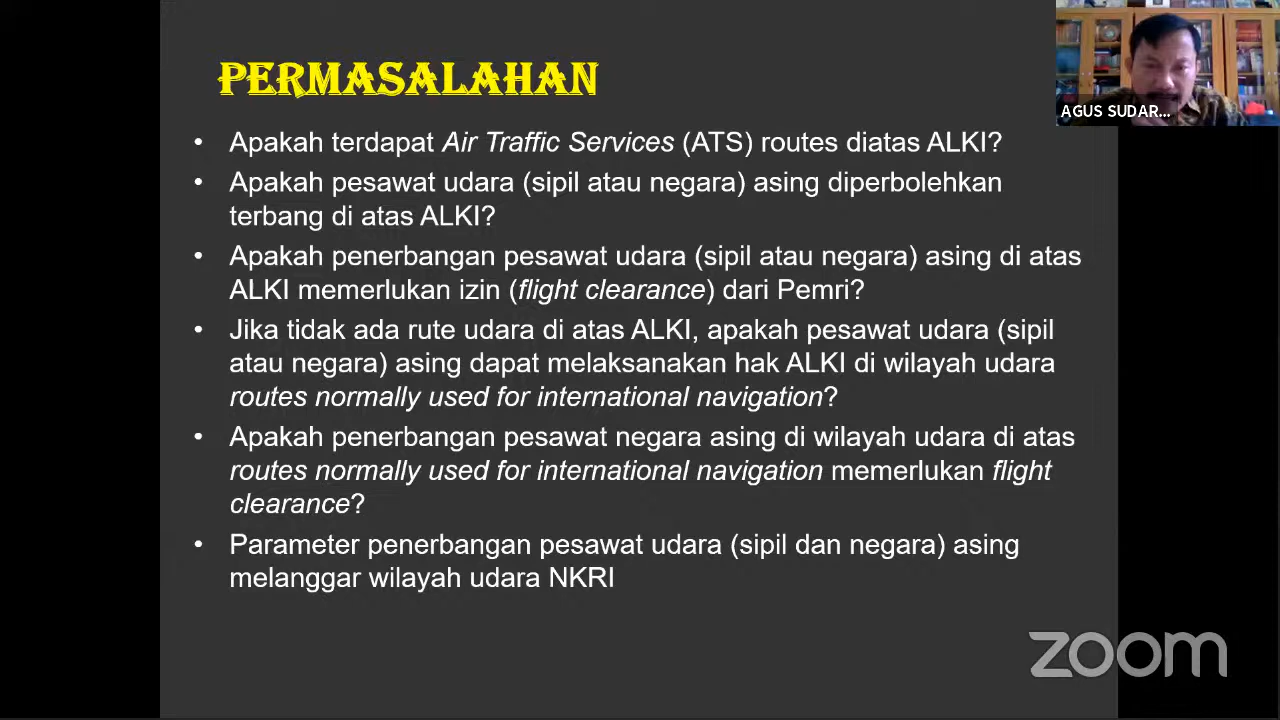 PERMASALAHAN
• Apakah terdapat Air Traffic Services (ATS) routes diatas ALKI?
• Apakah pesawat udara (sipil atau negara) asing diperbolehkan
terbang di atas ALKI?
• Apakah penerbangan pesawat udara (sipil atau negara) asing di atas
ALKI memerlukan izin (flight clearance) dari Pemri?
• Jika tidak ada rute udara di atas ALKI, apakah pesawat udara (sipil
atau negara) asing dapat melaksanakan hak ALKI di wilayah udara
routes normally used for international navigation?
• Apakah penerbangan pesawat negara asing di wilayah udara di atas
routes normally used for international navigation memerlukan flight
clearance?
• Parameter penerbangan pesawat udara (sipil dan negara) asing
melanggar wilayah udara NKRI
AGUS SUDAR...
zoom